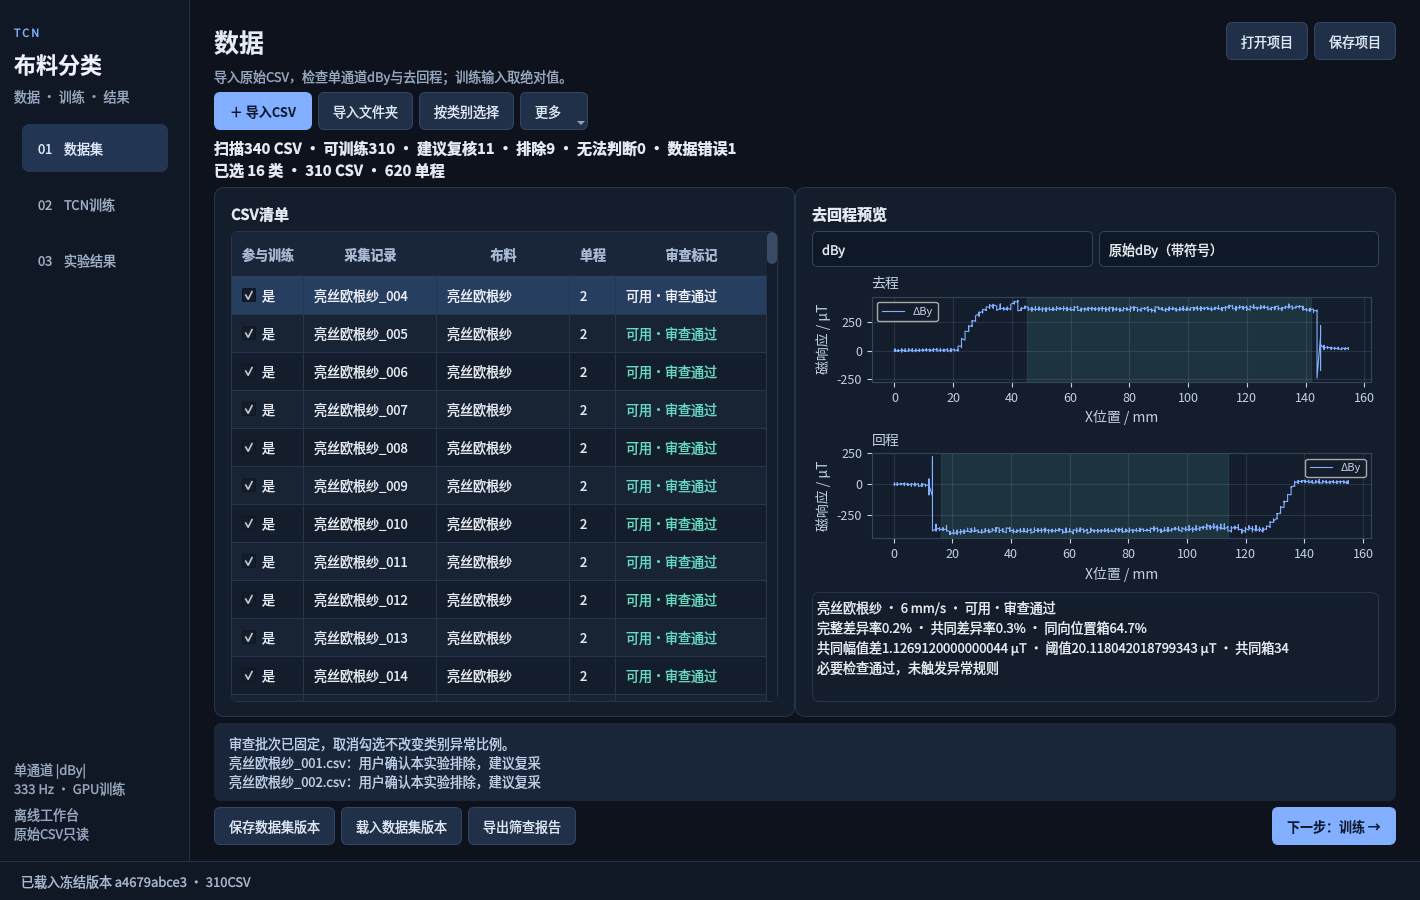 TCN
布料分类
数据 · 训练 · 结果
01 数据集
02 TCN训练
03 实验结果
单通道 |dBy|
333 Hz · GPU训练
离线工作台
原始CSV只读
数据
导入原始CSV，检查单通道dBy与去回程；训练输入取绝对值。
打开项目
保存项目
＋ 导入CSV
导入文件夹
按类别选择
更多
扫描340 CSV · 可训练310 · 建议复核11 · 排除9 · 无法判断0 · 数据错误1
已选 16 类 · 310 CSV · 620 单程
CSV清单
参与训练 采集记录 布料 单程 审查标记
是 亮丝欧根纱_004 亮丝欧根纱 2 可用·审查通过
是 亮丝欧根纱_005 亮丝欧根纱 2 可用·审查通过
是 亮丝欧根纱_006 亮丝欧根纱 2 可用·审查通过
是 亮丝欧根纱_007 亮丝欧根纱 2 可用·审查通过
是 亮丝欧根纱_008 亮丝欧根纱 2 可用·审查通过
是 亮丝欧根纱_009 亮丝欧根纱 2 可用·审查通过
是 亮丝欧根纱_010 亮丝欧根纱 2 可用·审查通过
是 亮丝欧根纱_011 亮丝欧根纱 2 可用·审查通过
是 亮丝欧根纱_012 亮丝欧根纱 2 可用·审查通过
是 亮丝欧根纱_013 亮丝欧根纱 2 可用·审查通过
是 亮丝欧根纱_014 亮丝欧根纱 2 可用·审查通过
去回程预览
dBy
原始dBy（带符号）
去程
磁响应 / μT
250
0
-250
ΔBy
0 20 40 60 80 100 120 140 160
X位置 / mm
回程
磁响应 / μT
250
0
-250
ΔBy
0 20 40 60 80 100 120 140 160
X位置 / mm
亮丝欧根纱 · 6 mm/s · 可用·审查通过
完整差异率0.2% · 共同差异率0.3% · 同向位置箱64.7%
共同幅值差1.1269120000000044 μT · 阈值20.118042018799343 μT · 共同箱34
必要检查通过，未触发异常规则
审查批次已固定，取消勾选不改变类别异常比例。
亮丝欧根纱_001.csv：用户确认本实验排除，建议复采
亮丝欧根纱_002.csv：用户确认本实验排除，建议复采
保存数据集版本
载入数据集版本
导出筛查报告
下一步：训练 →
已载入冻结版本 a4679abce3 · 310CSV